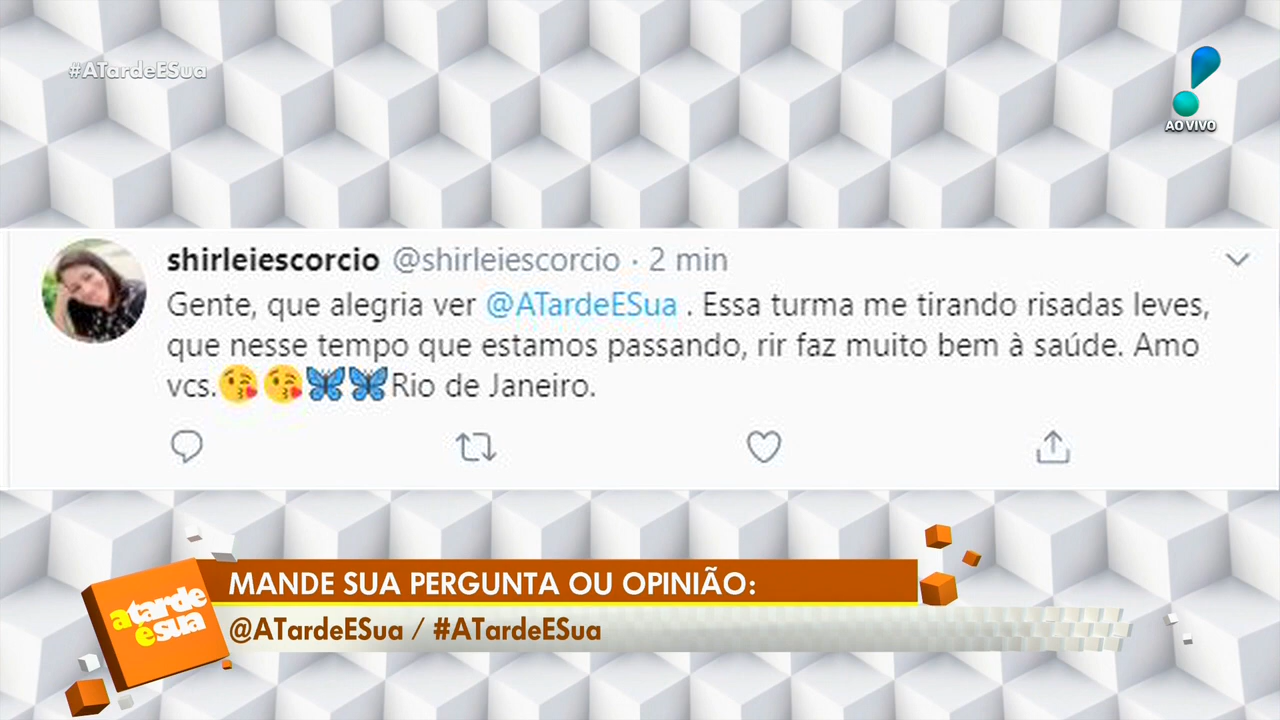 #ATardeESua
AO VIVO
shirleiescorcio @shirleiescorcio · 2 min
Gente, que alegria ver @ATardeESua . Essa turma me tirando risadas leves,
que nesse tempo que estamos passando, rir faz muito bem à saúde. Amo
vcs.😘😘🦋🦋Rio de Janeiro.
MANDE SUA PERGUNTA OU OPINIÃO:
a tarde
é sua
@ATardeESua / #ATardeESua